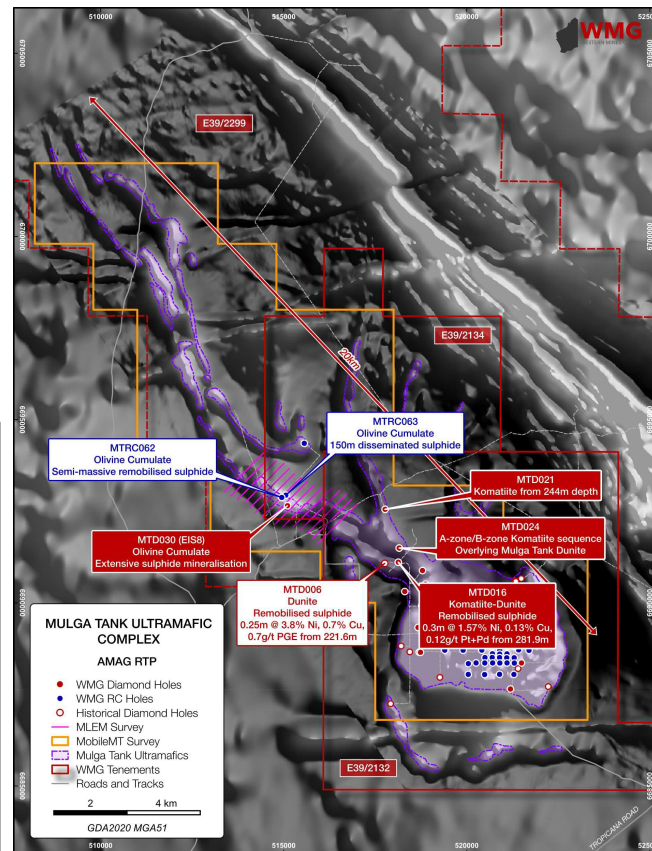 510000
515000
520000
525
6705000
6705000
WMG
E39/2299
6700000
6700000
20km
E39/2134
6695000
6695000
MTRC063
Olivine Cumulate
150m disseminated sulphide
MTRC062
Olivine Cumulate
Semi-massive remobilised sulphide
MTD021
Komatiite from 244m depth
MTD024
A-zone/B-zone Komatiite sequence
Overlying Mulga Tank Dunite
MTD030 (EIS8)
Olivine Cumulate
Extensive sulphide mineralisation
MTD006
Dunite
Remobilised sulphide
0.25m @ 3.8% Ni, 0.7% Cu,
0.7g/t PGE from 221.6m
MTD016
Komatiite-Dunite
Remobilised sulphide
0.3m @ 1.57% Ni, 0.13% Cu,
0.12g/t Pt+Pd from 281.9m
6690000
6690000
MULGA TANK ULTRAMAFIC
COMPLEX
AMAG RTP
WMG Diamond Holes
WMG RC Holes
Historical Diamond Holes
MLEM Survey
MobileMT Survey
Mulga Tank Ultramafics
WMG Tenements
Roads and Tracks
2 4 km
GDA2020 MGA51
E39/2132
6685000
6685000
TROPICANA ROAD
510000
515000
520000
525